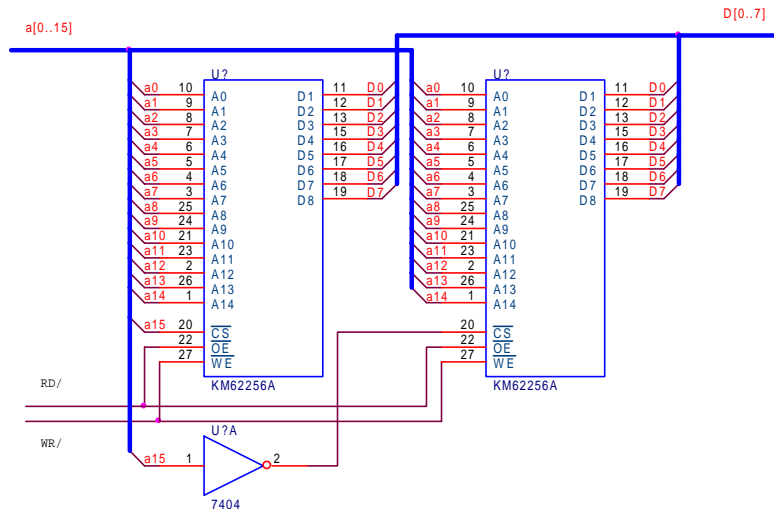 a[0..15]
D[0..7]
U?
U?
a0 10 A0 D1 11 D0
a1 9 A1 D2 12 D1
a2 8 A2 D3 13 D2
a3 7 A3 D4 15 D3
a4 6 A4 D5 16 D4
a5 5 A5 D6 17 D5
a6 4 A6 D7 18 D6
a7 3 A7 D8 19 D7
a8 25 A8
a9 24 A9
a10 21 A10
a11 23 A11
a12 2 A12
a13 26 A13
a14 1 A14
a15 20 CS
22 OE
27 WE
KM62256A
a0 10 A0 D1 11 D0
a1 9 A1 D2 12 D1
a2 8 A2 D3 13 D2
a3 7 A3 D4 15 D3
a4 6 A4 D5 16 D4
a5 5 A5 D6 17 D5
a6 4 A6 D7 18 D6
a7 3 A7 D8 19 D7
a8 25 A8
a9 24 A9
a10 21 A10
a11 23 A11
a12 2 A12
a13 26 A13
a14 1 A14
20 CS
22 OE
27 WE
KM62256A
RD/
WR/
U?A
a15 1 2
7404